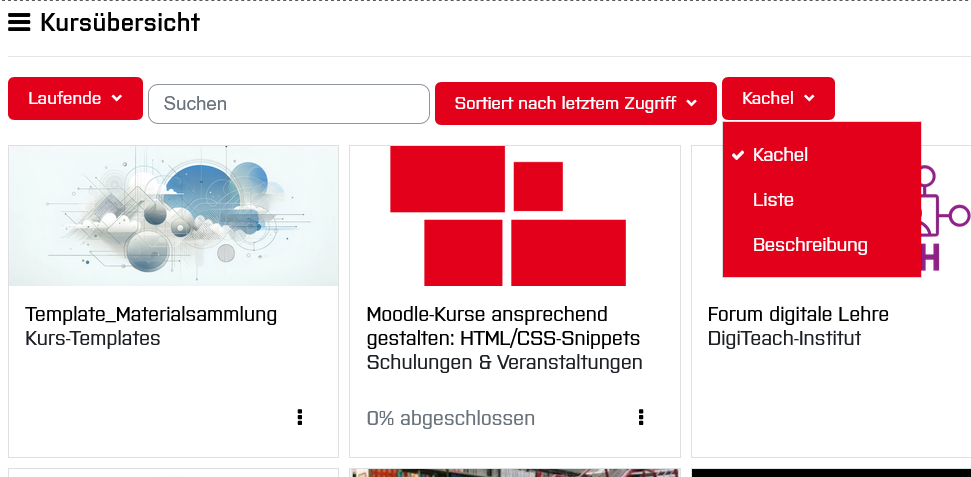 Kursübersicht
Laufende
Suchen
Sortiert nach letztem Zugriff
Kachel
Kachel
Liste
Beschreibung
H
Template_Materialsammlung
Kurs-Templates
Moodle-Kurse ansprechend
gestalten: HTML/CSS-Snippets
Schulungen & Veranstaltungen
0% abgeschlossen
Forum digitale Lehre
DigiTeach-Institut